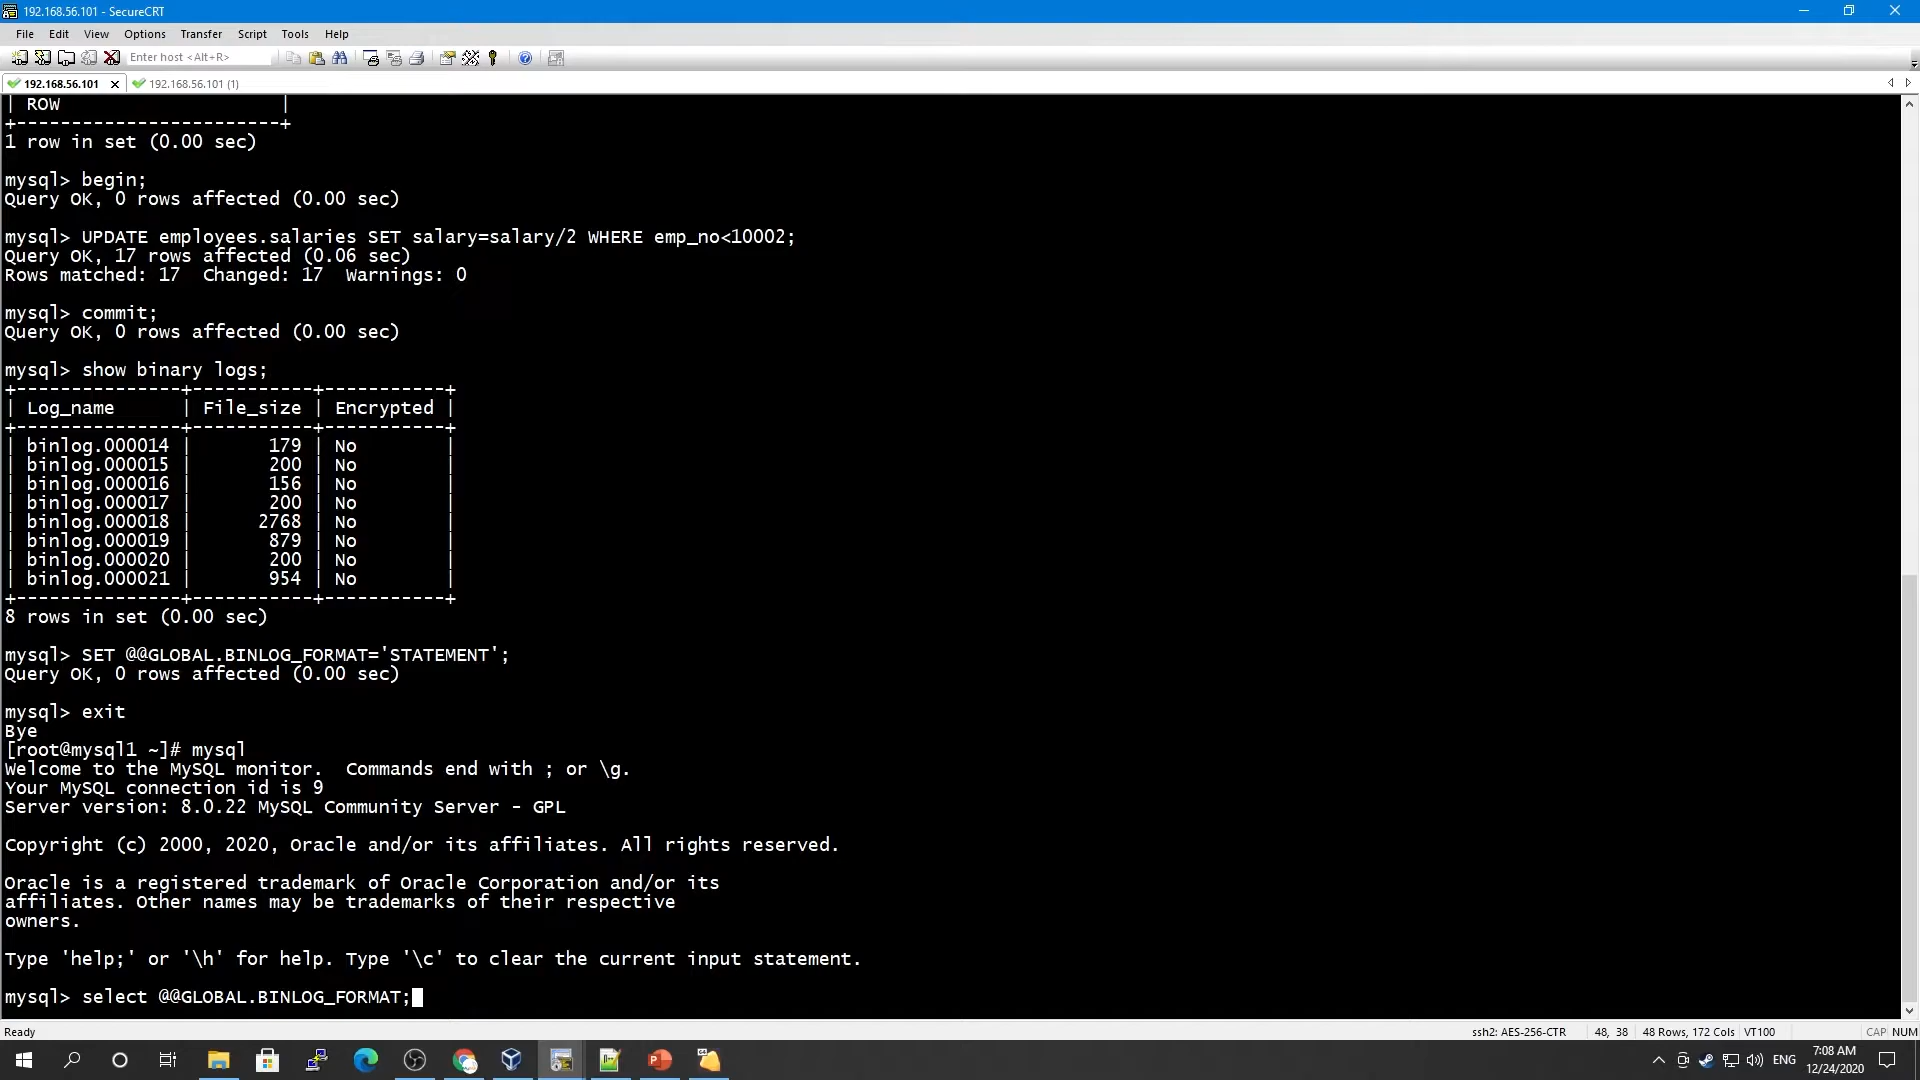 192.168.56.101 - SecureCRT
File Edit View Options Transfer Script Tools Help
Enter host <Alt+R>
192.168.56.101 192.168.56.101 (1)
| ROW                    |
+------------------------+
1 row in set (0.00 sec)
mysql> begin;
Query OK, 0 rows affected (0.00 sec)
mysql> UPDATE employees.salaries SET salary=salary/2 WHERE emp_no<10002;
Query OK, 17 rows affected (0.06 sec)
Rows matched: 17  Changed: 17  Warnings: 0
mysql> commit;
Query OK, 0 rows affected (0.00 sec)
mysql> show binary logs;
+---------------+-----------+-----------+
| Log_name      | File_size | Encrypted |
+---------------+-----------+-----------+
| binlog.000014 |       179 | No        |
| binlog.000015 |       200 | No        |
| binlog.000016 |       156 | No        |
| binlog.000017 |       200 | No        |
| binlog.000018 |      2768 | No        |
| binlog.000019 |       879 | No        |
| binlog.000020 |       200 | No        |
| binlog.000021 |       954 | No        |
+---------------+-----------+-----------+
8 rows in set (0.00 sec)
mysql> SET @@GLOBAL.BINLOG_FORMAT='STATEMENT';
Query OK, 0 rows affected (0.00 sec)
mysql> exit
Bye
[root@mysql1 ~]# mysql
Welcome to the MySQL monitor.  Commands end with ; or \g.
Your MySQL connection id is 9
Server version: 8.0.22 MySQL Community Server - GPL
Copyright (c) 2000, 2020, Oracle and/or its affiliates. All rights reserved.
Oracle is a registered trademark of Oracle Corporation and/or its
affiliates. Other names may be trademarks of their respective
owners.
Type 'help;' or '\h' for help. Type '\c' to clear the current input statement.
mysql> select @@GLOBAL.BINLOG_FORMAT;
Ready ssh2: AES-256-CTR 48, 38 48 Rows, 172 Cols VT100 CAP NUM
ENG 7:08 AM
12/24/2020